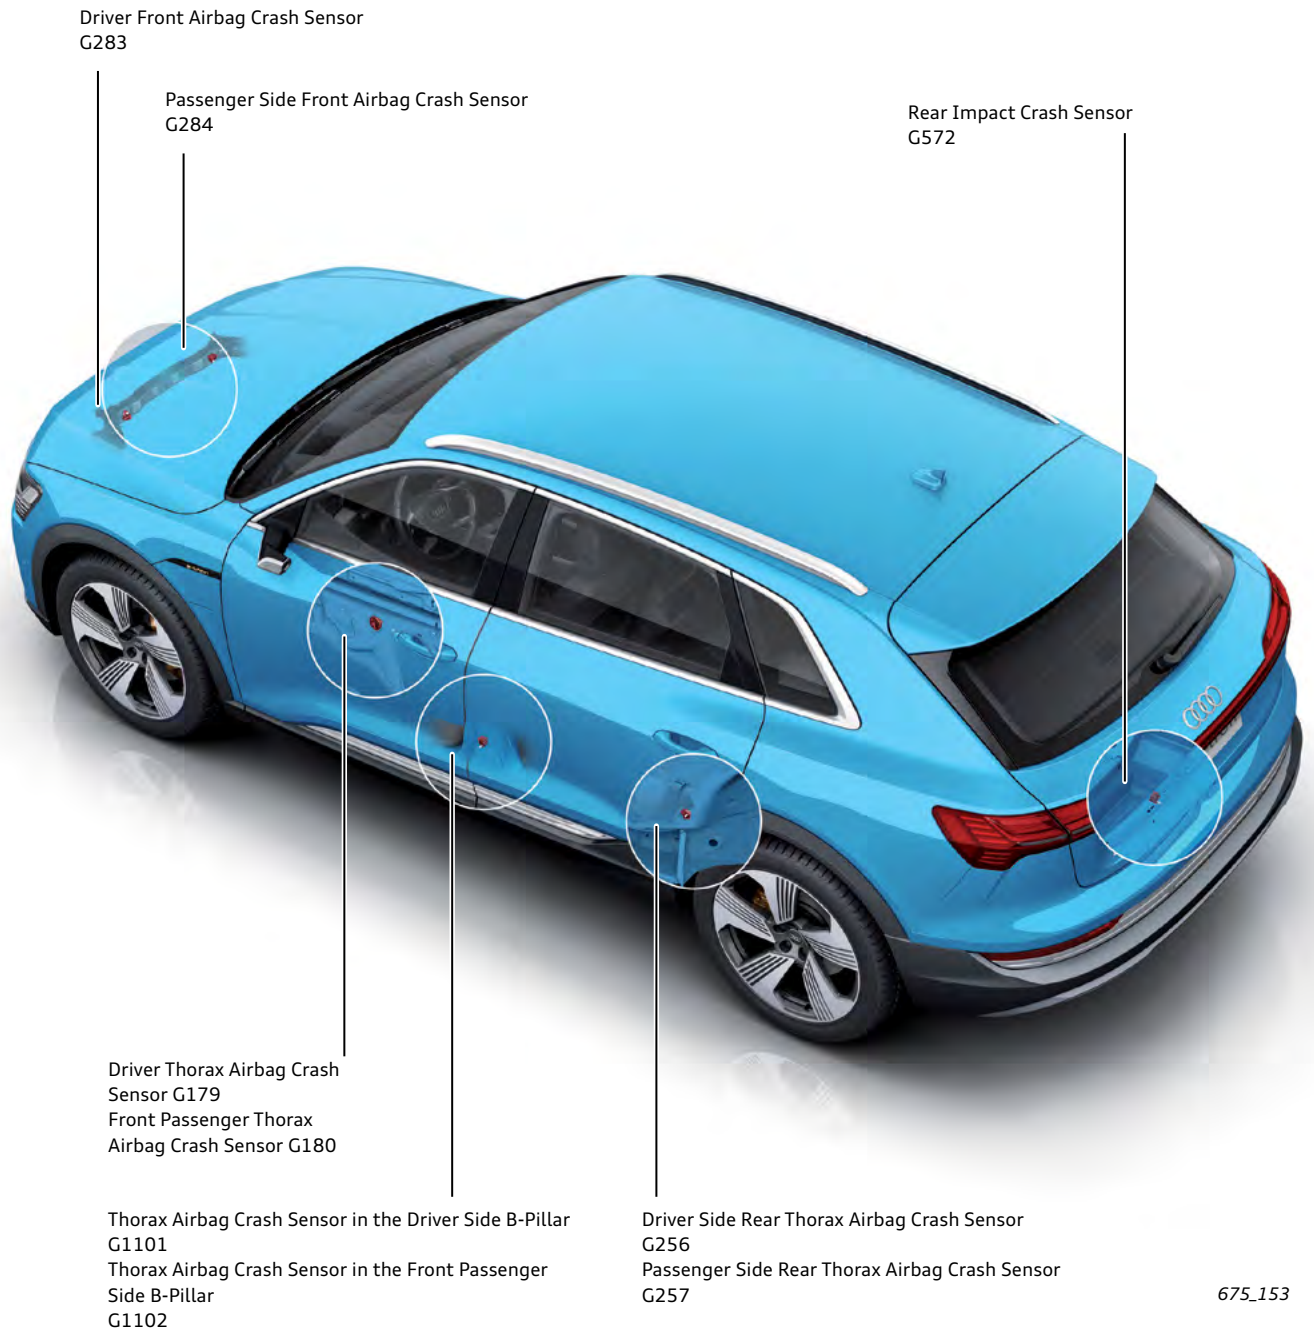 Driver Front Airbag Crash Sensor
G283
Passenger Side Front Airbag Crash Sensor
G284
Rear Impact Crash Sensor
G572
Driver Thorax Airbag Crash
Sensor G179
Front Passenger Thorax
Airbag Crash Sensor G180
Thorax Airbag Crash Sensor in the Driver Side B-Pillar
G1101
Thorax Airbag Crash Sensor in the Front Passenger
Side B-Pillar
G1102
Driver Side Rear Thorax Airbag Crash Sensor
G256
Passenger Side Rear Thorax Airbag Crash Sensor
G257
675_153